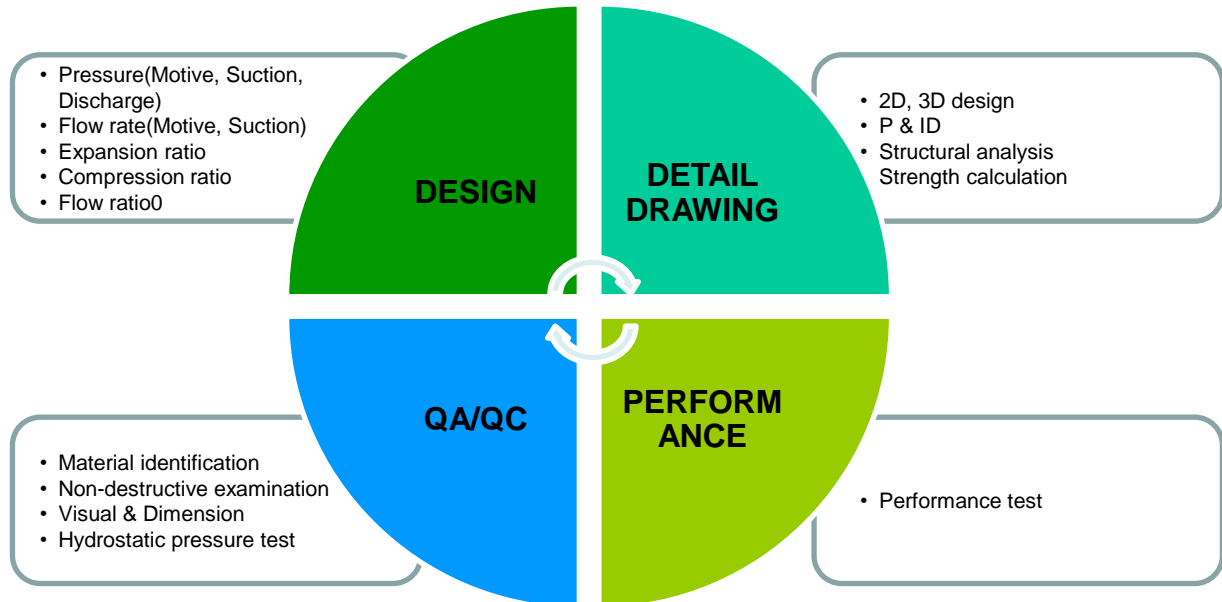 • Pressure(Motive, Suction,
Discharge)
• Flow rate(Motive, Suction)
• Expansion ratio
• Compression ratio
• Flow ratio0
DESIGN
DETAIL
DRAWING
• 2D, 3D design
• P & ID
• Structural analysis
Strength calculation
• Material identification
• Non-destructive examination
• Visual & Dimension
• Hydrostatic pressure test
QA/QC
PERFORM
ANCE
• Performance test